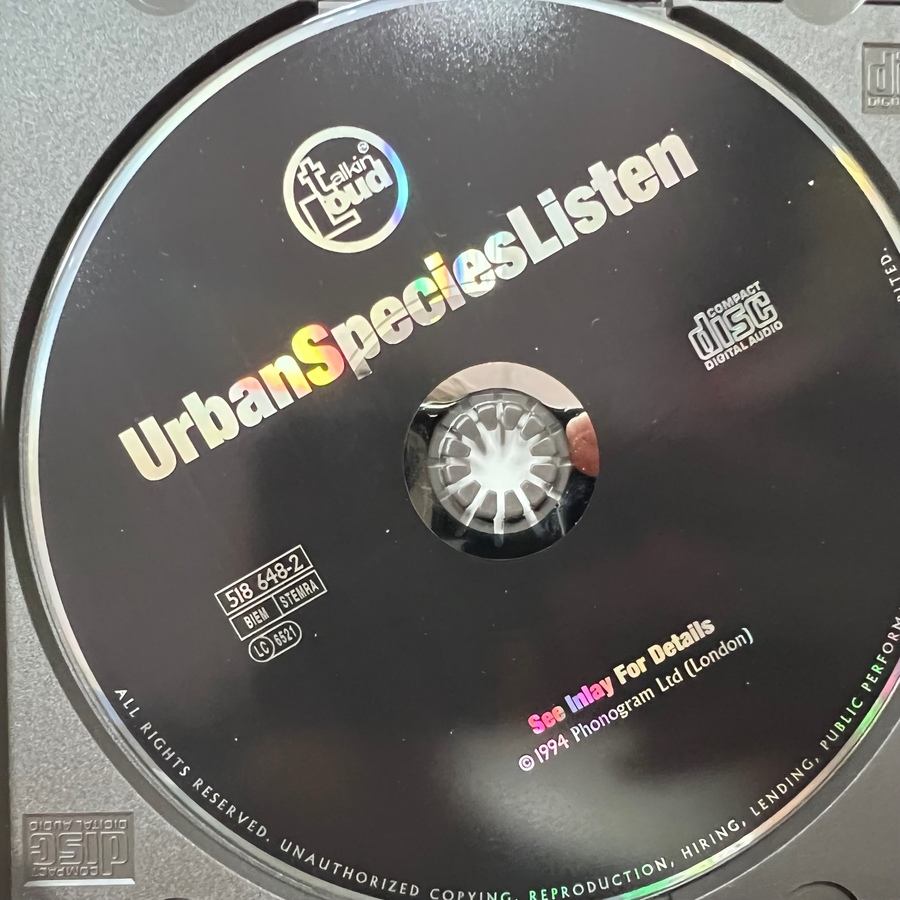 talkin loud
UrbanSpeciesListen
COMPACT
disc
DIGITAL AUDIO
518 648-2
BIEM STEMRA
LC 6521
See Inlay For Details
© 1994 Phonogram Ltd (London)
ALL RIGHTS RESERVED. UNAUTHORIZED COPYING, REPRODUCTION, HIRING, LENDING, PUBLIC
COMPACT
disc
DIGITAL AUDIO